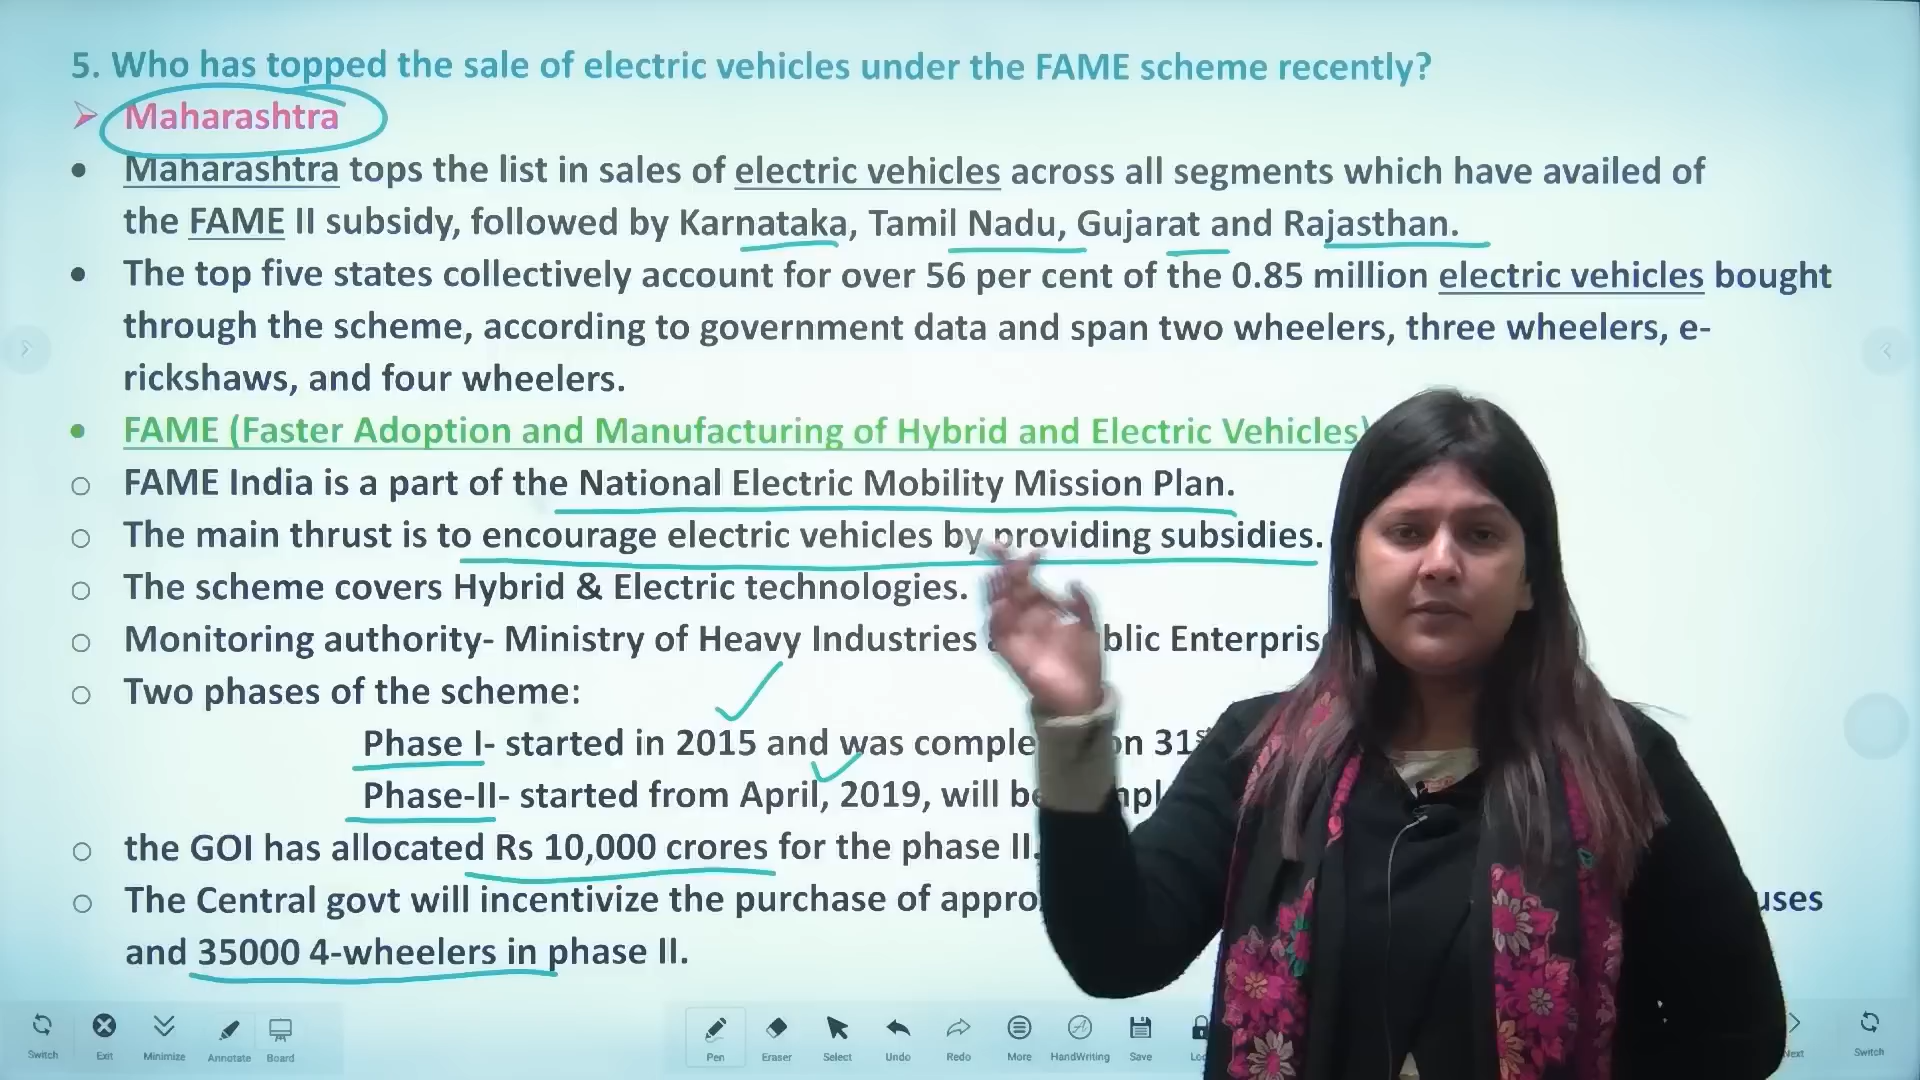 5. Who has topped the sale of electric vehicles under the FAME scheme recently?
Maharashtra
Maharashtra tops the list in sales of electric vehicles across all segments which have availed of
the FAME II subsidy, followed by Karnataka, Tamil Nadu, Gujarat and Rajasthan.
The top five states collectively account for over 56 per cent of the 0.85 million electric vehicles bought
through the scheme, according to government data and span two wheelers, three wheelers, e-
rickshaws, and four wheelers.
FAME (Faster Adoption and Manufacturing of Hybrid and Electric Vehicles)
FAME India is a part of the National Electric Mobility Mission Plan.
The main thrust is to encourage electric vehicles by providing subsidies.
The scheme covers Hybrid & Electric technologies.
Monitoring authority- Ministry of Heavy Industries
Two phases of the scheme:
Phase I- started in 2015 and was on 31st
Phase-II- started from April, 2019, will be
the GOI has allocated Rs 10,000 crores for the phase II.
The Central govt will incentivize the purchase of
and 35000 4-wheelers in phase II.
Switch Exit Minimize Annotate Board Pen Eraser Select Undo Redo More HandWriting Save Next Switch